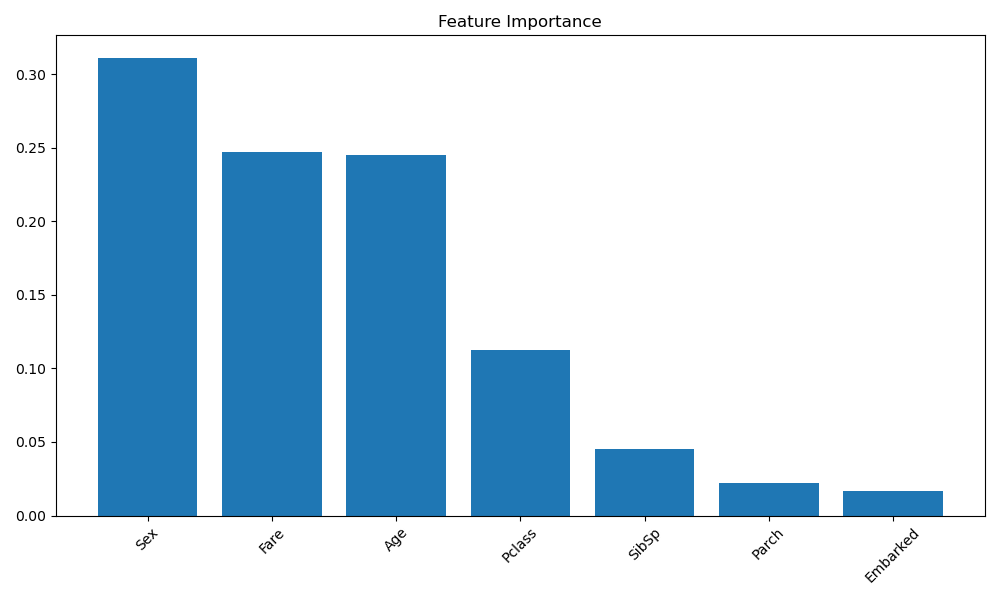 Feature Importance
0.30
0.25
0.20
0.15
0.10
0.05
0.00
Sex
Fare
Age
Pclass
SibSp
Parch
Embarked